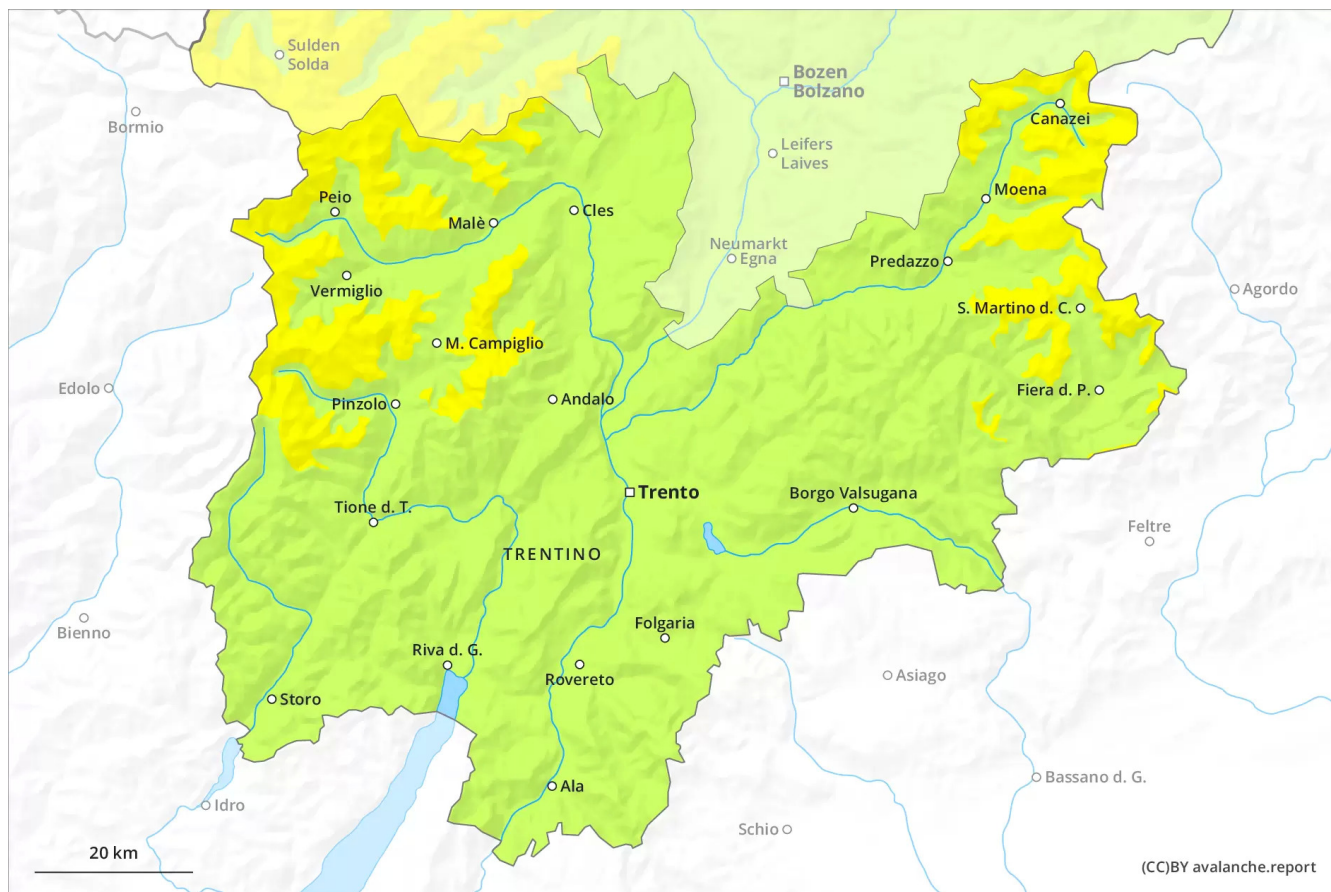 Sulden
Solda
Bozen
Bolzano
Bormio
Canazei
Leifers
Laives
Peio
Moena
Malè
Cles
Neumarkt
Egna
Predazzo
Vermiglio
Agordo
S. Martino d. C.
M. Campiglio
Edolo
Andalo
Fiera d. P.
Pinzolo
Trento
Borgo Valsugana
Tione d. T.
Feltre
TRENTINO
Bienno
Folgaria
Riva d. G.
Rovereto
Asiago
Storo
Bassano d. G.
Ala
Idro
Schio
20 km
(CC)BY avalanche.report